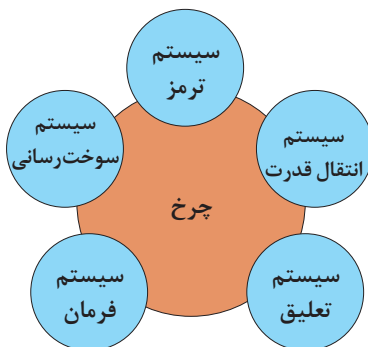 سیستم
ترمز
سیستم
انتقال قدرت
سیستم
سوخت‌رسانی
چرخ
سیستم
تعلیق
سیستم
فرمان